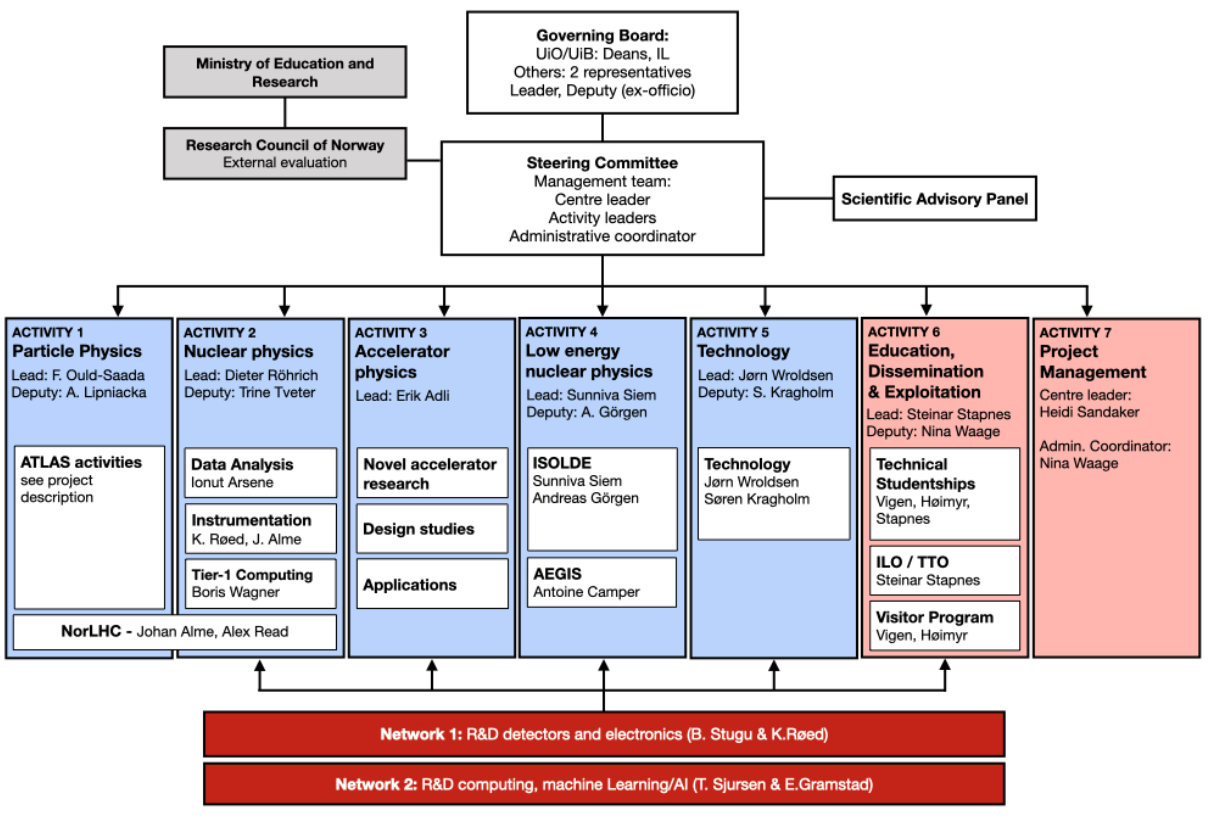 Governing Board:
UiO/UiB: Deans, IL
Others: 2 representatives
Leader, Deputy (ex-officio)
Ministry of Education and
Research
Research Council of Norway
External evaluation
Steering Committee
Management team:
Centre leader
Activity leaders
Administrative coordinator
Scientific Advisory Panel
ACTIVITY 1
Particle Physics
Lead: F. Ould-Saada
Deputy: A. Lipniacka
ATLAS activities
see project
description
ACTIVITY 2
Nuclear physics
Lead: Dieter Röhrich
Deputy: Trine Tveter
Data Analysis
Ionut Arsene
Instrumentation
K. Røed, J. Alme
Tier-1 Computing
Boris Wagner
NorLHC - Johan Alme, Alex Read
ACTIVITY 3
Accelerator
physics
Lead: Erik Adli
Novel accelerator
research
Design studies
Applications
ACTIVITY 4
Low energy
nuclear physics
Lead: Sunniva Siem
Deputy: A. Görgen
ISOLDE
Sunniva Siem
Andreas Görgen
AEGIS
Antoine Camper
ACTIVITY 5
Technology
Lead: Jørn Wroldsen
Deputy: S. Kragholm
Technology
Jørn Wroldsen
Søren Kragholm
ACTIVITY 6
Education,
Dissemination
& Exploitation
Lead: Steinar Stapnes
Deputy: Nina Waage
Technical
Studentships
Vigen, Høimyr,
Stapnes
ILO / TTO
Steinar Stapnes
Visitor Program
Vigen, Høimyr
ACTIVITY 7
Project
Management
Centre leader:
Heidi Sandaker
Admin. Coordinator:
Nina Waage
Network 1: R&D detectors and electronics (B. Stugu & K.Røed)
Network 2: R&D computing, machine Learning/AI (T. Sjursen & E.Gramstad)